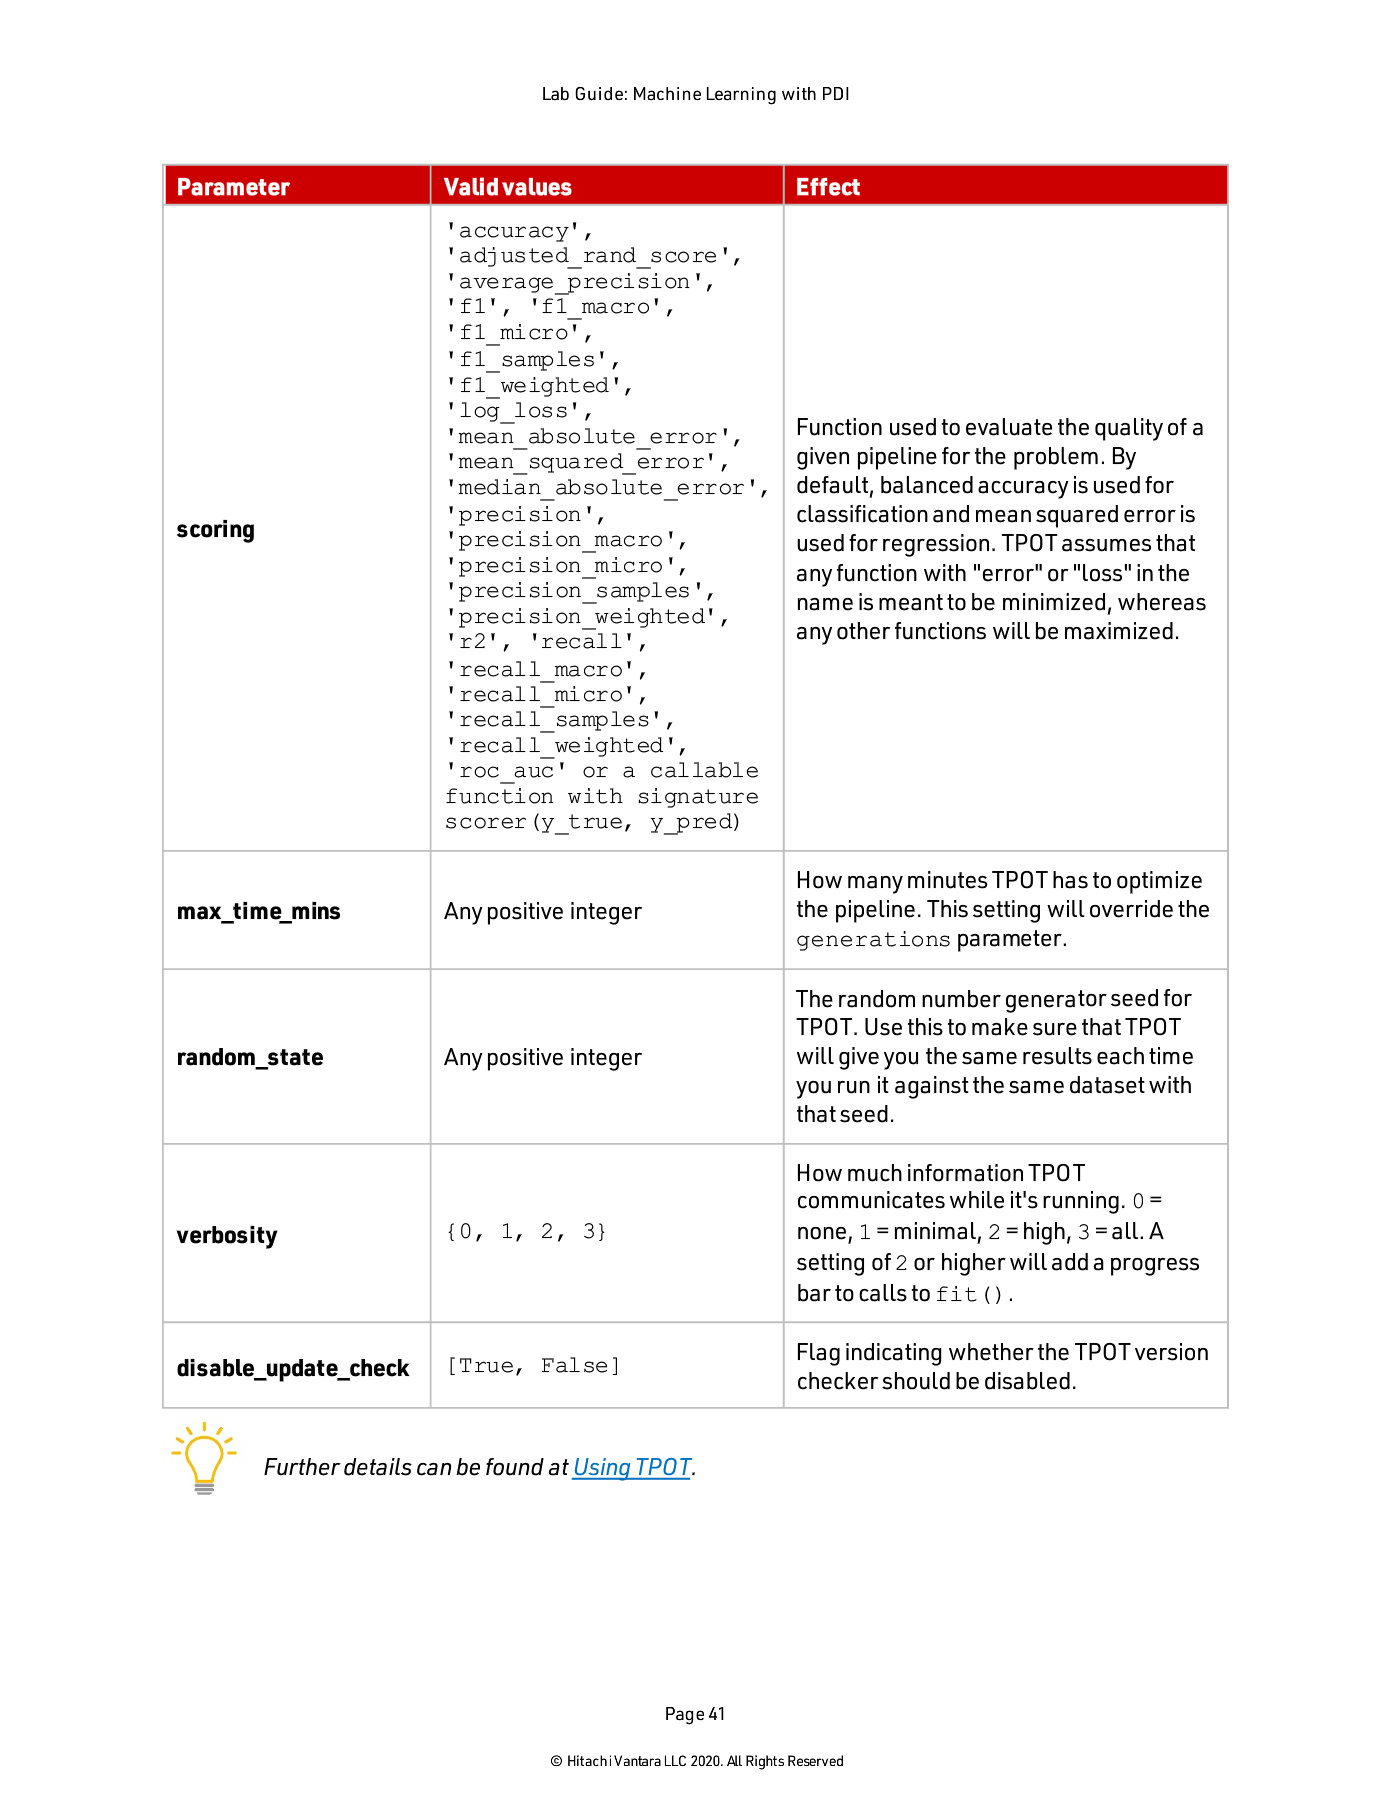 Lab Guide: Machine Learning with PDI
Parameter
Valid values
Effect
scoring
'accuracy',
'adjusted_rand_score',
'average_precision',
'f1', 'f1_macro',
'f1_micro',
'f1_samples',
'f1_weighted',
'log_loss',
'mean_absolute_error',
'mean_squared_error',
'median_absolute_error',
'precision',
'precision_macro',
'precision_micro',
'precision_samples',
'precision_weighted',
'r2', 'recall',
'recall_macro',
'recall_micro',
'recall_samples',
'recall_weighted',
'roc_auc' or a callable
function with signature
scorer(y_true, y_pred)
Function used to evaluate the quality of a
given pipeline for the problem. By
default, balanced accuracy is used for
classification and mean squared error is
used for regression. TPOT assumes that
any function with "error" or "loss" in the
name is meant to be minimized, whereas
any other functions will be maximized.
max_time_mins
Any positive integer
How many minutes TPOT has to optimize
the pipeline. This setting will override the
generations parameter.
random_state
Any positive integer
The random number generator seed for
TPOT. Use this to make sure that TPOT
will give you the same results each time
you run it against the same dataset with
that seed.
verbosity
{0, 1, 2, 3}
How much information TPOT
communicates while it's running. 0 =
none, 1 = minimal, 2 = high, 3 = all. A
setting of 2 or higher will add a progress
bar to calls to fit().
disable_update_check
[True, False]
Flag indicating whether the TPOT version
checker should be disabled.
Further details can be found at Using TPOT.
Page 41
© Hitachi Vantara LLC 2020. All Rights Reserved